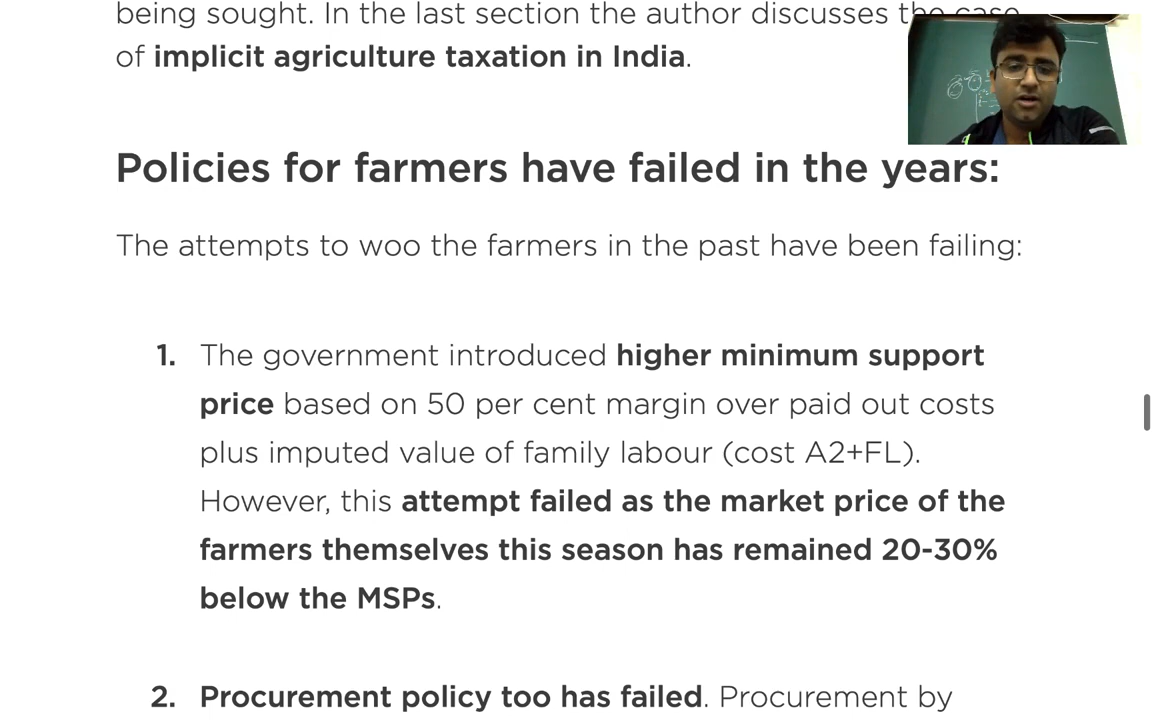 being sought. In the last section the author discusses the case
of implicit agriculture taxation in India.
Policies for farmers have failed in the years:
The attempts to woo the farmers in the past have been failing:
1. The government introduced higher minimum support
price based on 50 per cent margin over paid out costs
plus imputed value of family labour (cost A2+FL).
However, this attempt failed as the market price of the
farmers themselves this season has remained 20-30%
below the MSPs.
2. Procurement policy too has failed. Procurement by